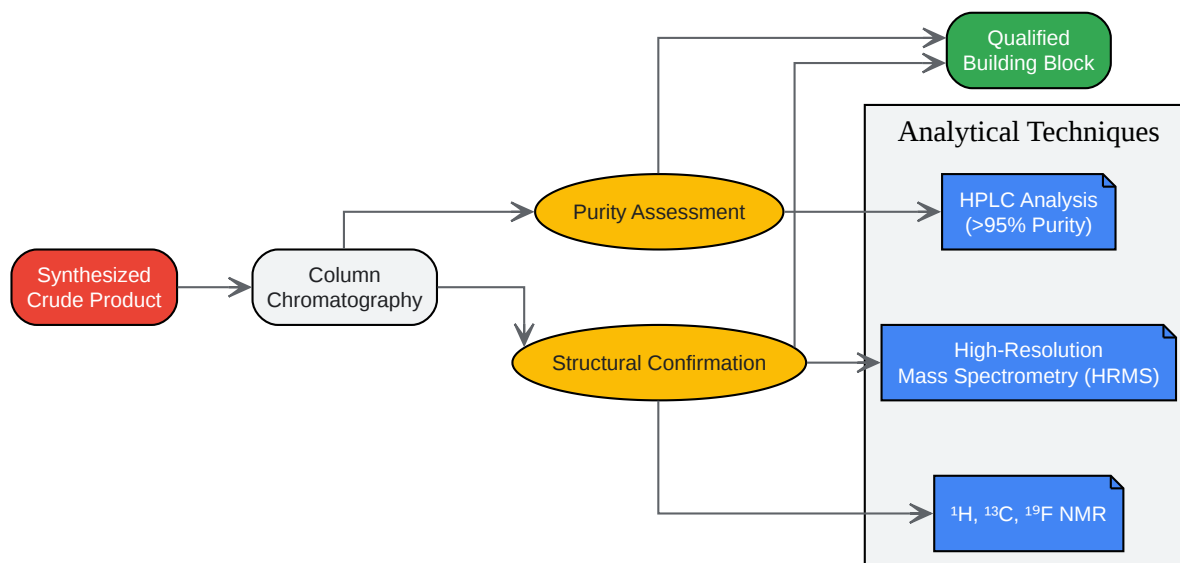 Qualified
Building Block
Analytical Techniques
HPLC Analysis
(>95% Purity)
Purity Assessment
Synthesized
Crude Product
Column
Chromatography
Structural Confirmation
High-Resolution
Mass Spectrometry (HRMS)
¹H, ¹³C, ¹⁹F NMR